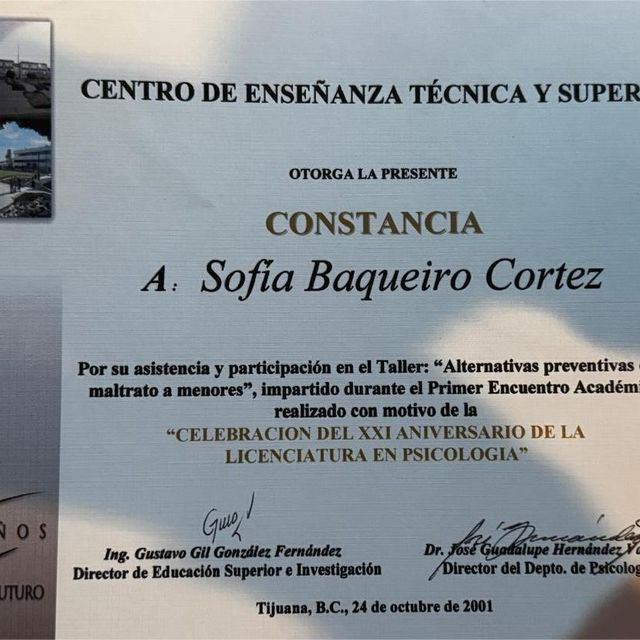 CENTRO DE ENSEÑANZA TÉCNICA Y SUPER
OTORGA LA PRESENTE
CONSTANCIA
A: Sofía Baqueiro Cortez
Por su asistencia y participación en el Taller: “Alternativas preventivas
maltrato a menores”, impartido durante el Primer Encuentro Académi
realizado con motivo de la
“CELEBRACION DEL XXI ANIVERSARIO DE LA
LICENCIATURA EN PSICOLOGIA”
ÑOS
UTURO
Ing. Gustavo Gil González Fernández
Director de Educación Superior e Investigación
Dr. José Guadalupe Hernández
Director del Depto. de Psicolog
Tijuana, B.C., 24 de octubre de 2001